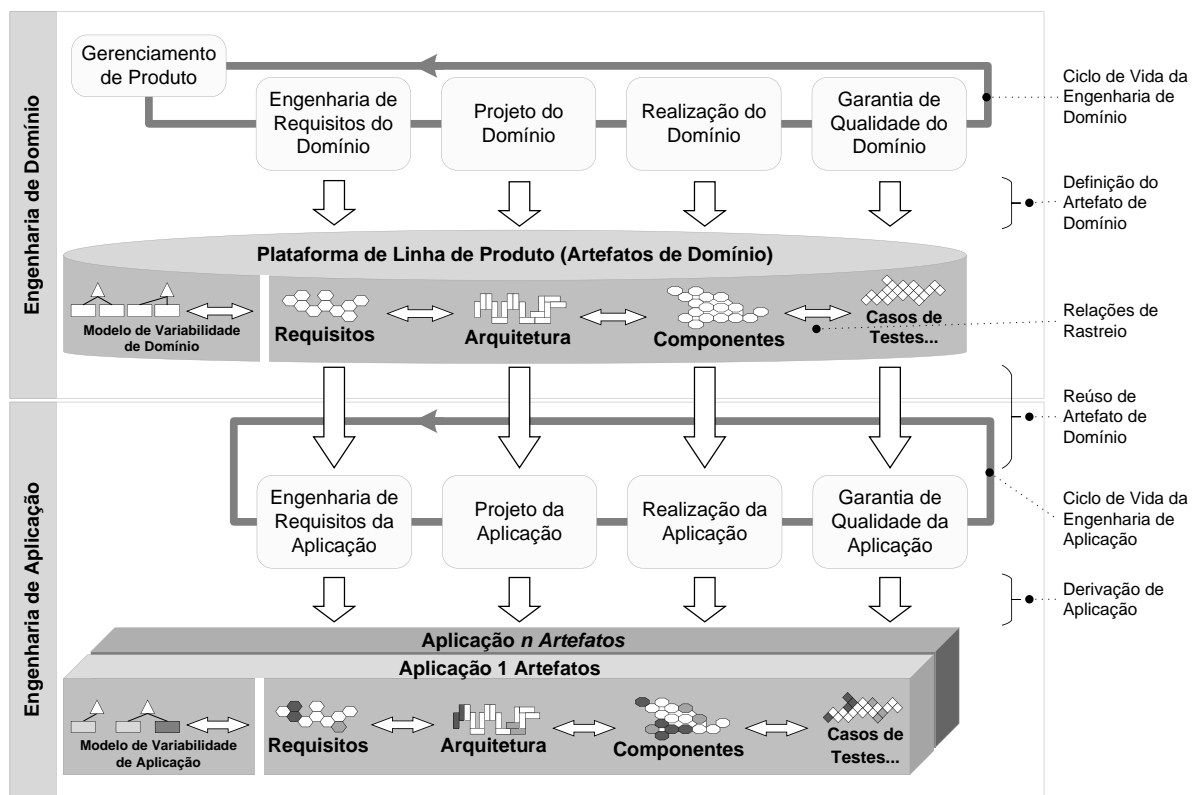 Engenharia de Domínio
Gerenciamento
de Produto
Engenharia de
Requisitos do
Domínio
Projeto do
Domínio
Realização do
Domínio
Garantia de
Qualidade do
Domínio
Ciclo de Vida da
Engenharia de
Domínio
Definição do
Artefato de
Domínio
Plataforma de Linha de Produto (Artefatos de Domínio)
Modelo de Variabilidade
de Domínio
Requisitos
Arquitetura
Componentes
Casos de
Testes...
Relações de
Rastreio
Reúso de
Artefato de
Domínio
Engenharia de Aplicação
Engenharia de
Requisitos da
Aplicação
Projeto da
Aplicação
Realização da
Aplicação
Garantia de
Qualidade da
Aplicação
Ciclo de Vida da
Engenharia de
Aplicação
Derivação de
Aplicação
Aplicação n Artefatos
Aplicação 1 Artefatos
Modelo de Variabilidade
de Aplicação
Requisitos
Arquitetura
Componentes
Casos de
Testes...